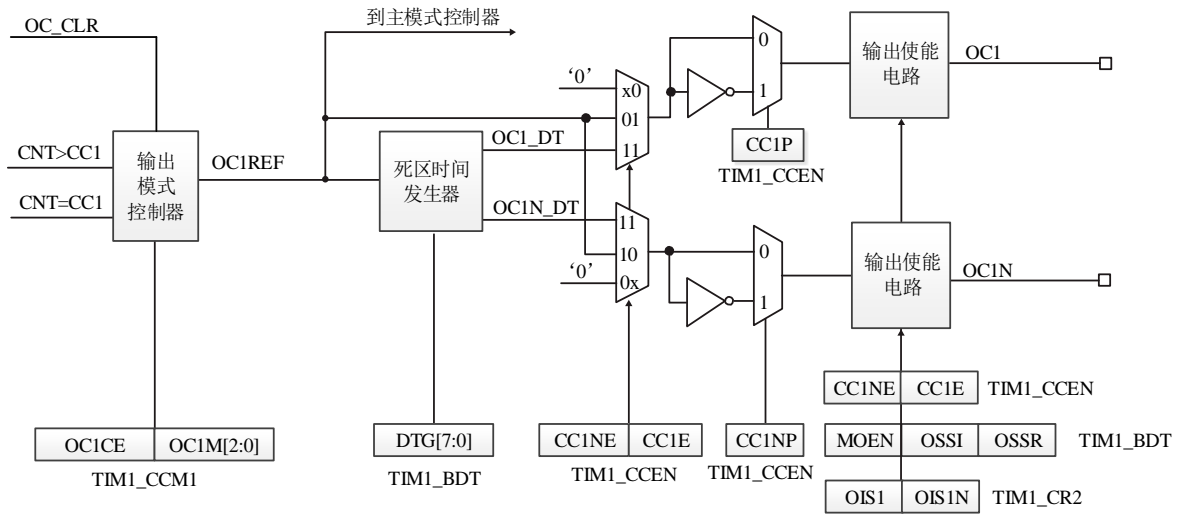 OC_CLR
到主模式控制器
CNT>CC1
CNT=CC1
输出
模式
控制器
OC1REF
死区时间
发生器
OC1_DT
OC1N_DT
‘0’
x0
01
11
11
10
0x
‘0’
0
1
CC1P
TIM1_CCEN
0
1
输出使能
电路
OC1
输出使能
电路
OC1N
CC1NE CC1E TIM1_CCEN
OC1CE OC1M[2:0]
TIM1_CCM1
DTG[7:0]
TIM1_BDT
CC1NE CC1E
TIM1_CCEN
CC1NP
TIM1_CCEN
MOEN OSSI OSSR TIM1_BDT
OIS1 OIS1N TIM1_CR2